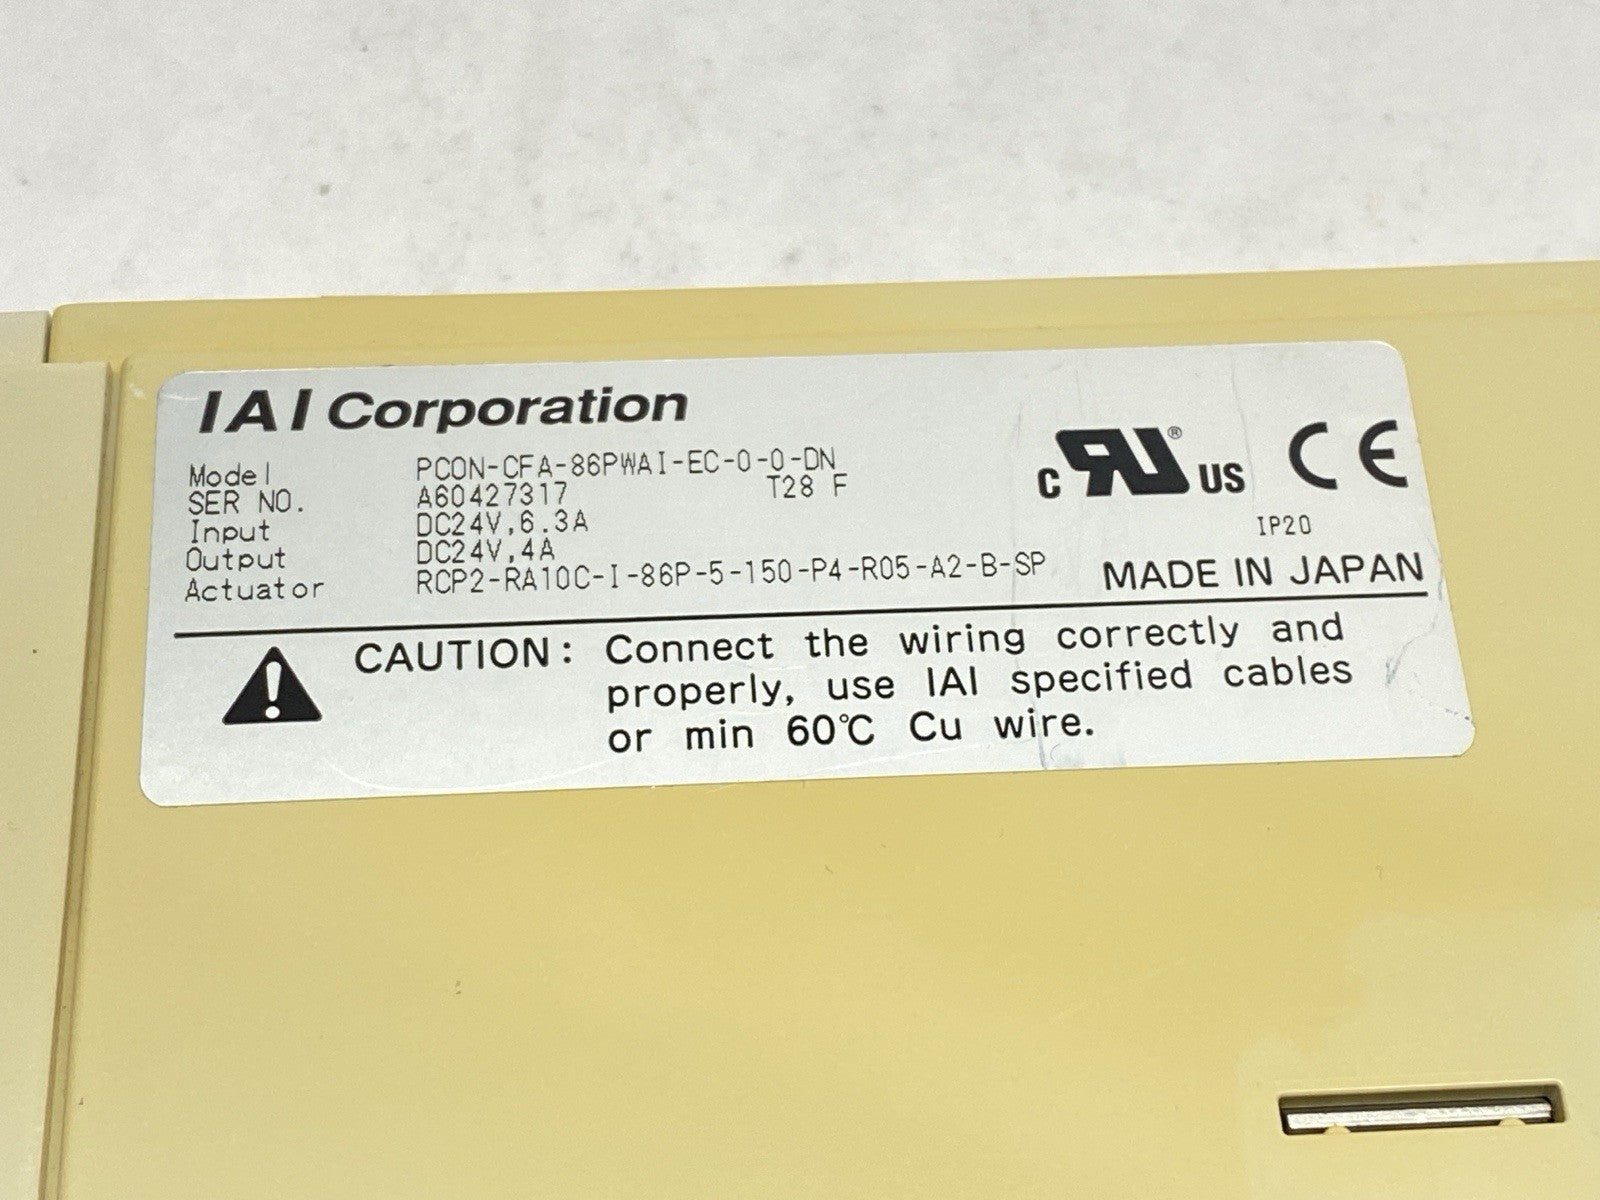 IAI Corporation
Model PCON-CFA-86PWAI-EC-0-0-DN
SER NO. A60427317 T28 F
Input DC24V,6.3A
Output DC24V,4A
Actuator RCP2-RA10C-I-86P-5-150-P4-R05-A2-B-SP
c RU ® US CE
IP20
MADE IN JAPAN
CAUTION: Connect the wiring correctly and
properly, use IAI specified cables
or min 60℃ Cu wire.